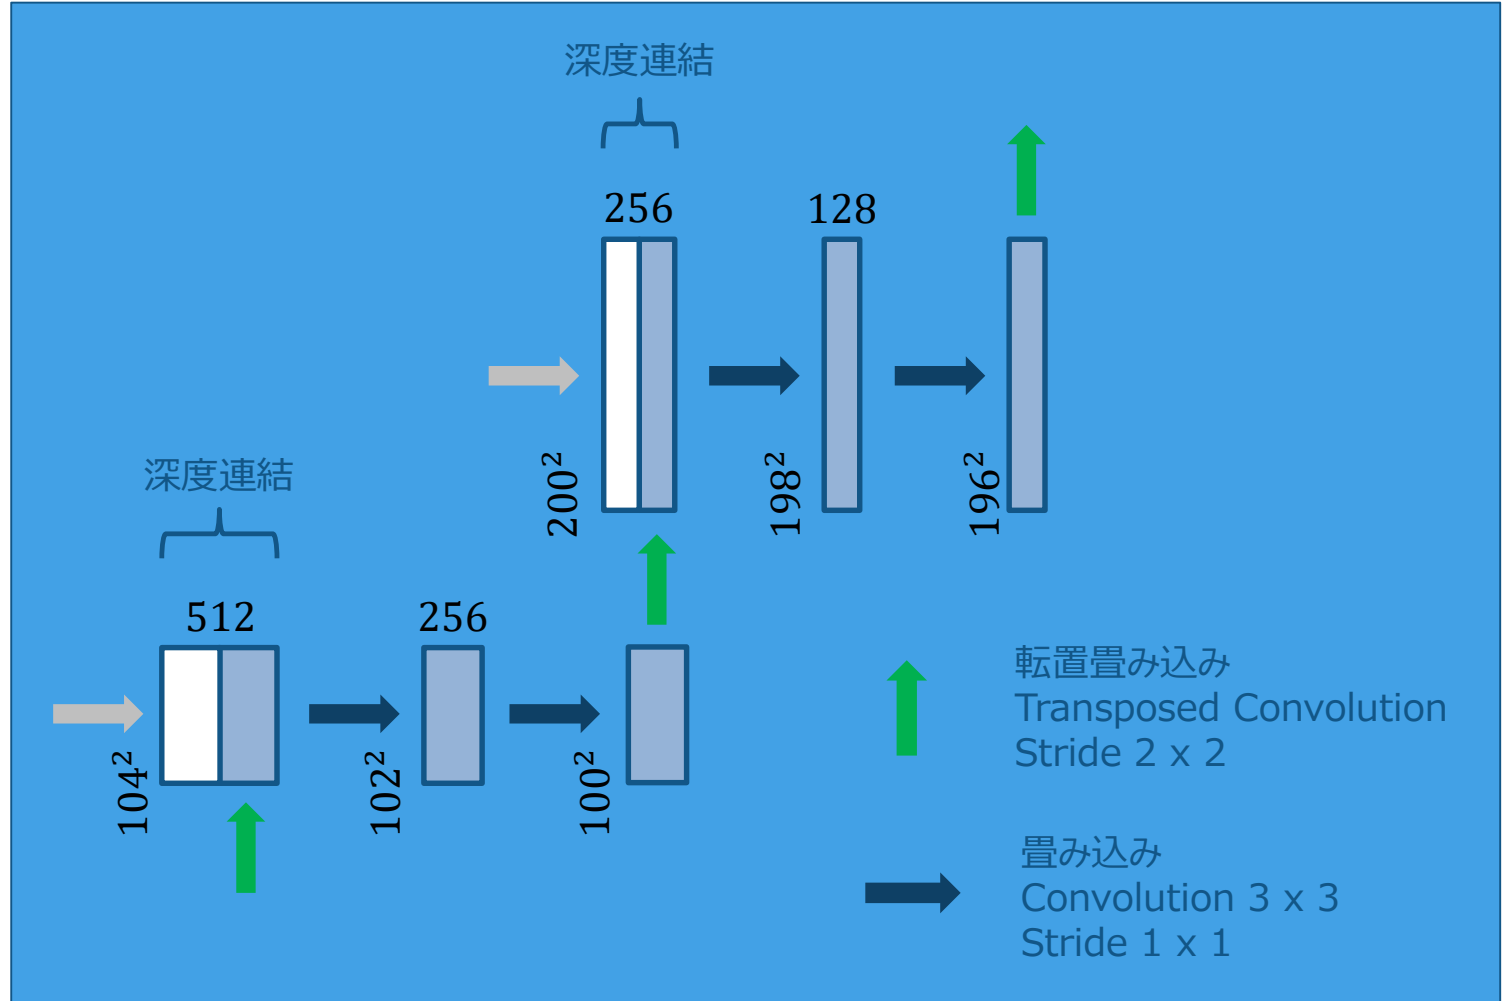 深度連結
256
128
200²
198²
196²
深度連結
512
256
104²
102²
100²
転置畳み込み
Transposed Convolution
Stride 2 x 2
畳み込み
Convolution 3 x 3
Stride 1 x 1